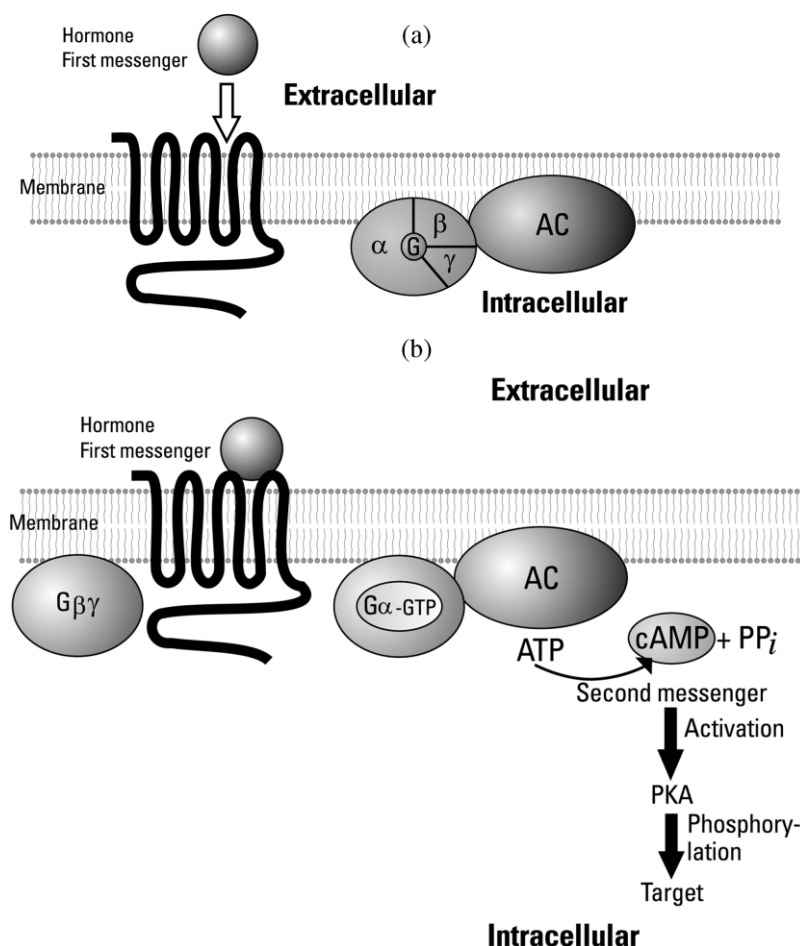 (a)
Hormone
First messenger
Extracellular
Membrane
α
β
G
γ
AC
Intracellular
(b)
Extracellular
Hormone
First messenger
Membrane
Gβγ
Gα-GTP
AC
ATP
cAMP + PPi
Second messenger
Activation
PKA
Phosphory-
lation
Target
Intracellular